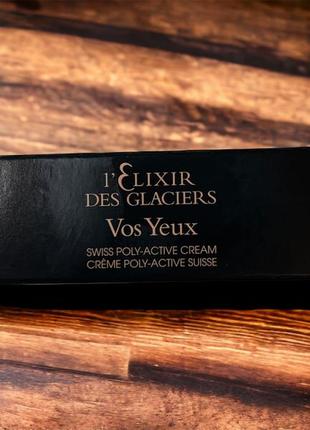 l'Elixir
DES GLACIERS
Vos Yeux
SWISS POLY-ACTIVE CREAM
CRÈME POLY-ACTIVE SUISSE